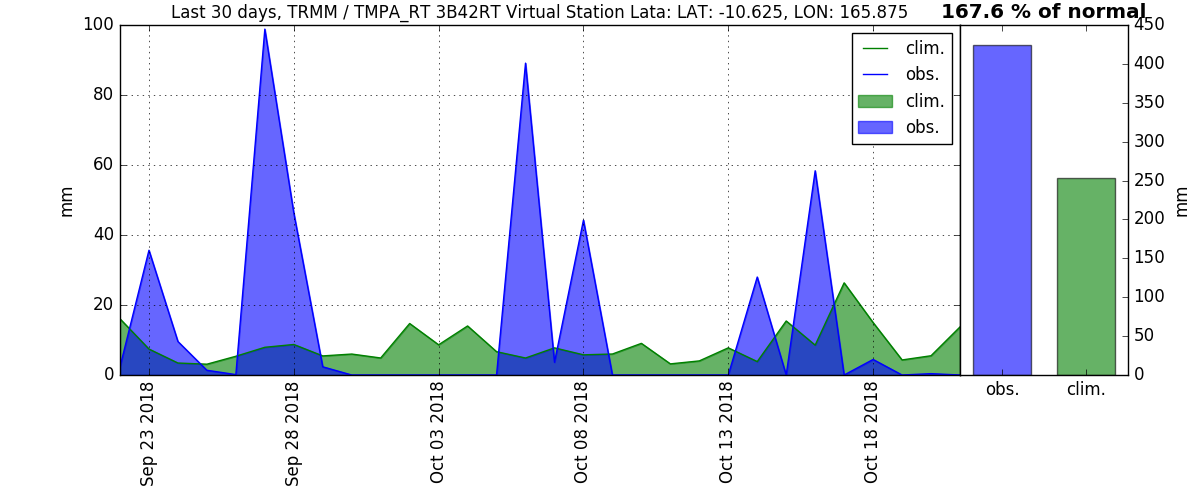 Last 30 days, TRMM / TMPA_RT 3B42RT Virtual Station Lata: LAT: -10.625, LON: 165.875
167.6 % of normal
100
80
60
40
20
0
mm
clim.
obs.
clim.
obs.
450
400
350
300
250
200
150
100
50
0
mm
Sep 23 2018
Sep 28 2018
Oct 03 2018
Oct 08 2018
Oct 13 2018
Oct 18 2018
obs.
clim.